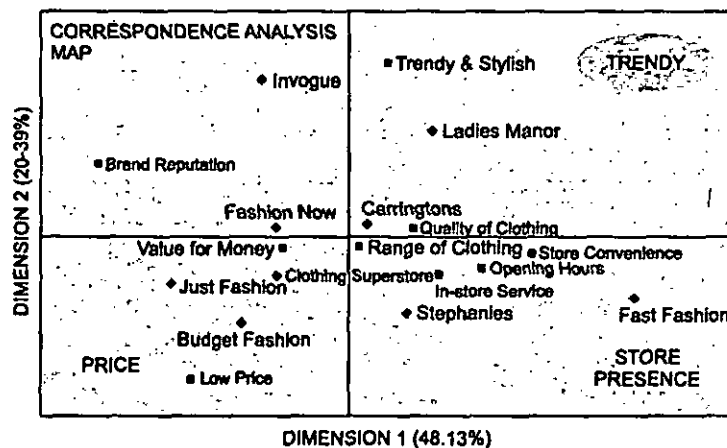 CORRESPONDENCE ANALYSIS
MAP
Trendy & Stylish
TRENDY
Invogue
Ladies Manor
Brand Reputation
Fashion Now
Carringtons
Quality of Clothing
Value for Money
Range of Clothing
Store Convenience
Clothing Superstore
Opening Hours
Just Fashion
In-store Service
Stephanies
Fast Fashion
Budget Fashion
PRICE
Low Price
STORE
PRESENCE
DIMENSION 2 (20-39%)
DIMENSION 1 (48.13%)